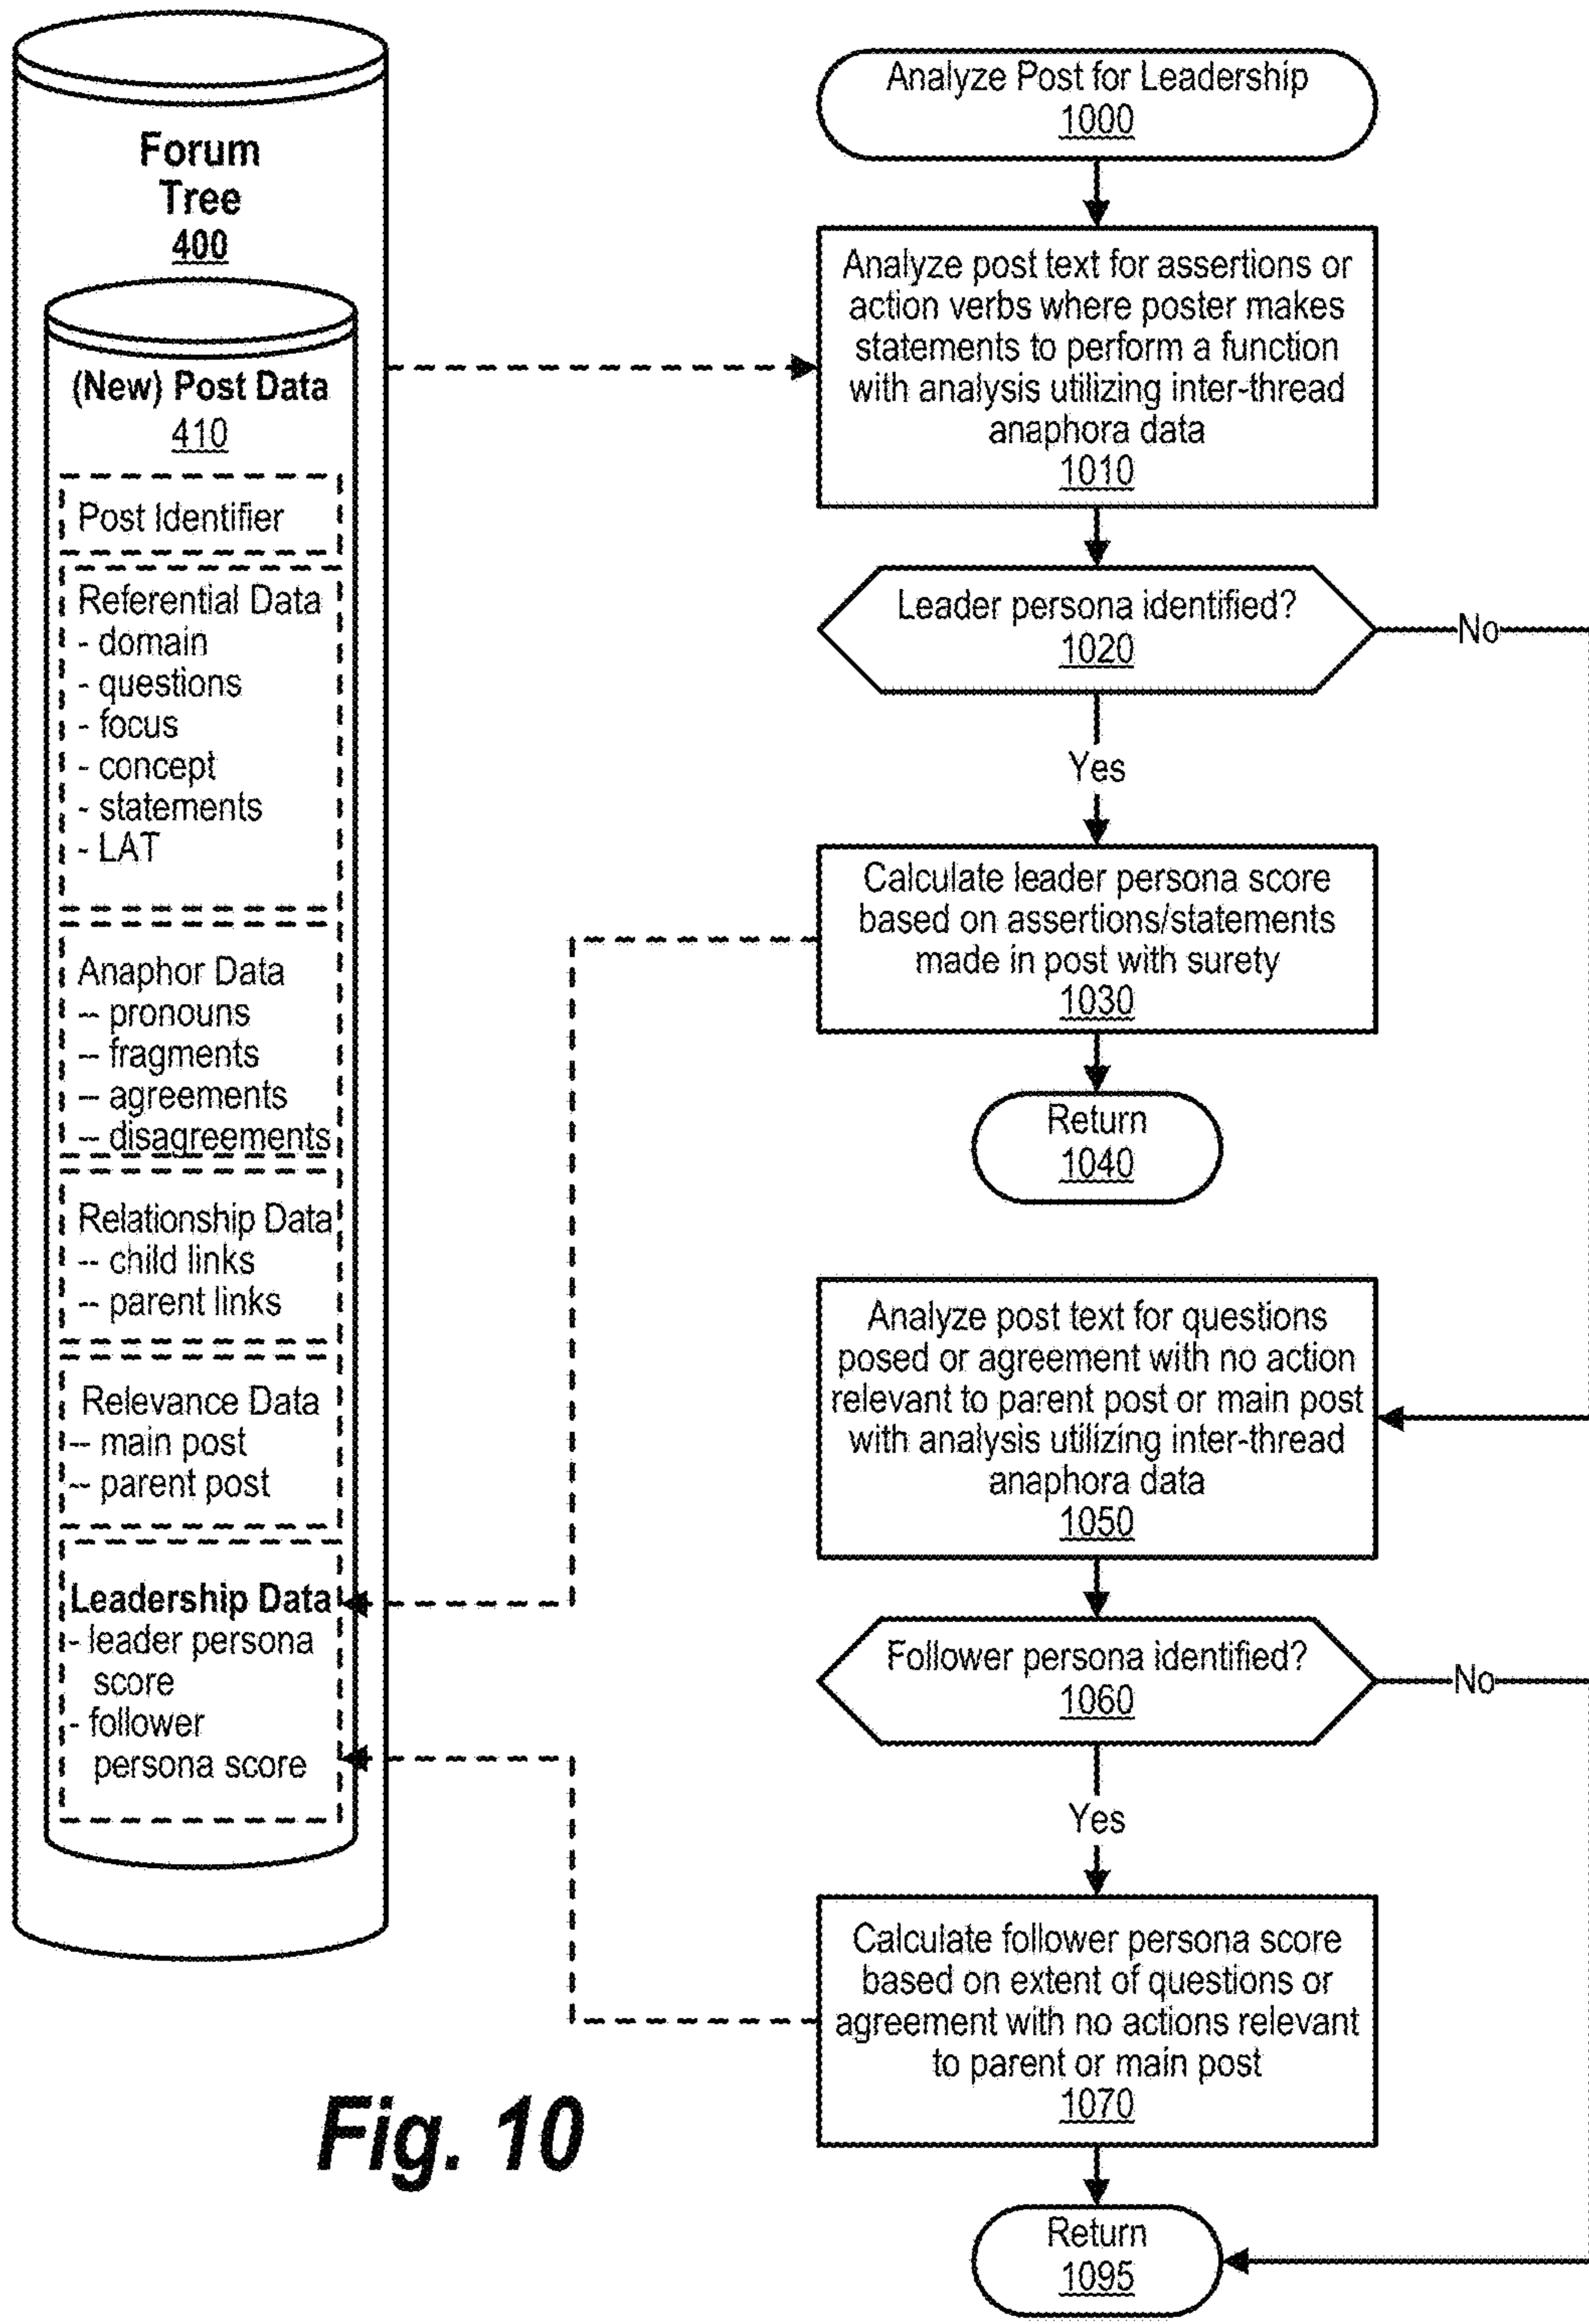 Forum
Tree
400
(New) Post Data
410
Post Identifier
Referential Data
- domain
- questions
- focus
- concept
- statements
- LAT
Anaphor Data
-- pronouns
-- fragments
-- agreements
-- disagreements
Relationship Data
-- child links
-- parent links
Relevance Data
-- main post
-- parent post
Leadership Data
- leader persona
score
- follower
persona score
Analyze Post for Leadership
1000
Analyze post text for assertions or
action verbs where poster makes
statements to perform a function
with analysis utilizing inter-thread
anaphora data
1010
Leader persona identified?
1020
No
Yes
Calculate leader persona score
based on assertions/statements
made in post with surety
1030
Return
1040
Analyze post text for questions
posed or agreement with no action
relevant to parent post or main post
with analysis utilizing inter-thread
anaphora data
1050
Follower persona identified?
1060
No
Yes
Calculate follower persona score
based on extent of questions or
agreement with no actions relevant
to parent or main post
1070
Return
1095
Fig. 10